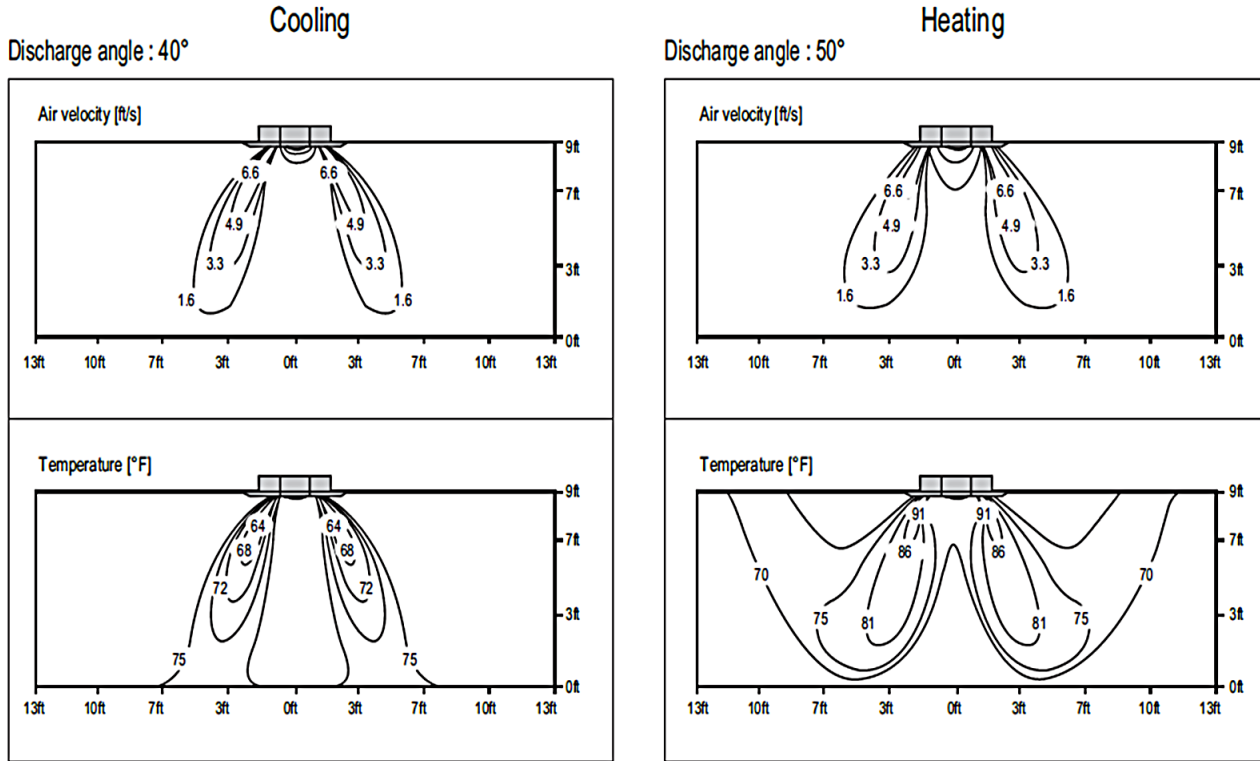 Cooling
Discharge angle : 40°
Air velocity [ft/s]
9ft
6.6 6.6
7ft
4.9 4.9
3.3 3.3
3ft
1.6 1.6
0ft
13ft 10ft 7ft 3ft 0ft 3ft 7ft 10ft 13ft
Temperature [°F]
9ft
64 64
7ft
68 68
72 72
3ft
75 75
0ft
13ft 10ft 7ft 3ft 0ft 3ft 7ft 10ft 13ft
Heating
Discharge angle : 50°
Air velocity [ft/s]
9ft
6.6 6.6
7ft
4.9 4.9
3.3 3.3
3ft
1.6 1.6
0ft
13ft 10ft 7ft 3ft 0ft 3ft 7ft 10ft 13ft
Temperature [°F]
9ft
91 91
7ft
86 86
70 70
75 75
3ft
81 81
0ft
13ft 10ft 7ft 3ft 0ft 3ft 7ft 10ft 13ft